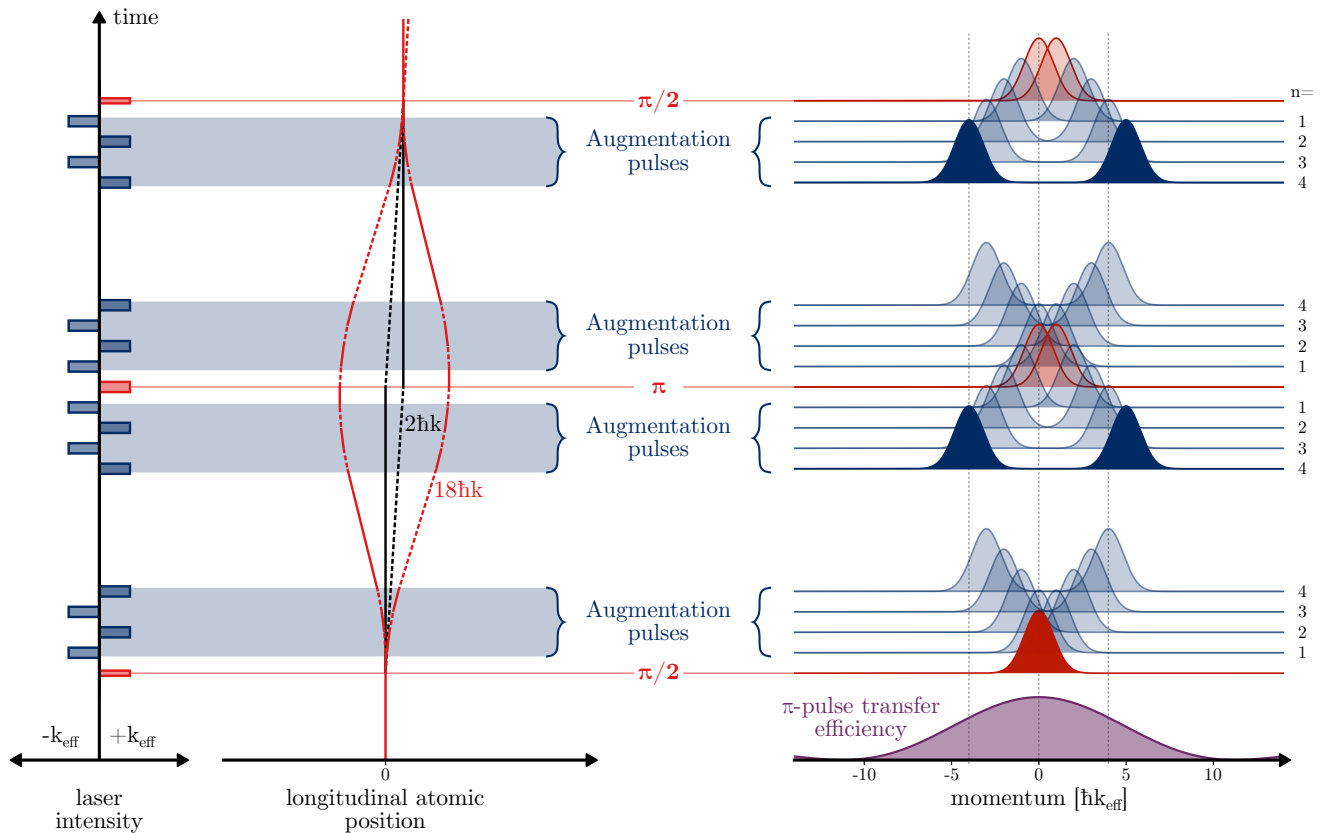 time
π/2
n=
Augmentation
pulses
1
2
3
4
Augmentation
pulses
4
3
2
1
π
Augmentation
pulses
2ħk
18ħk
1
2
3
4
Augmentation
pulses
4
3
2
1
π/2
π-pulse transfer
efficiency
-k_eff +k_eff
0
-10 -5 0 5 10
laser
intensity
longitudinal atomic
position
momentum [ħk_eff]